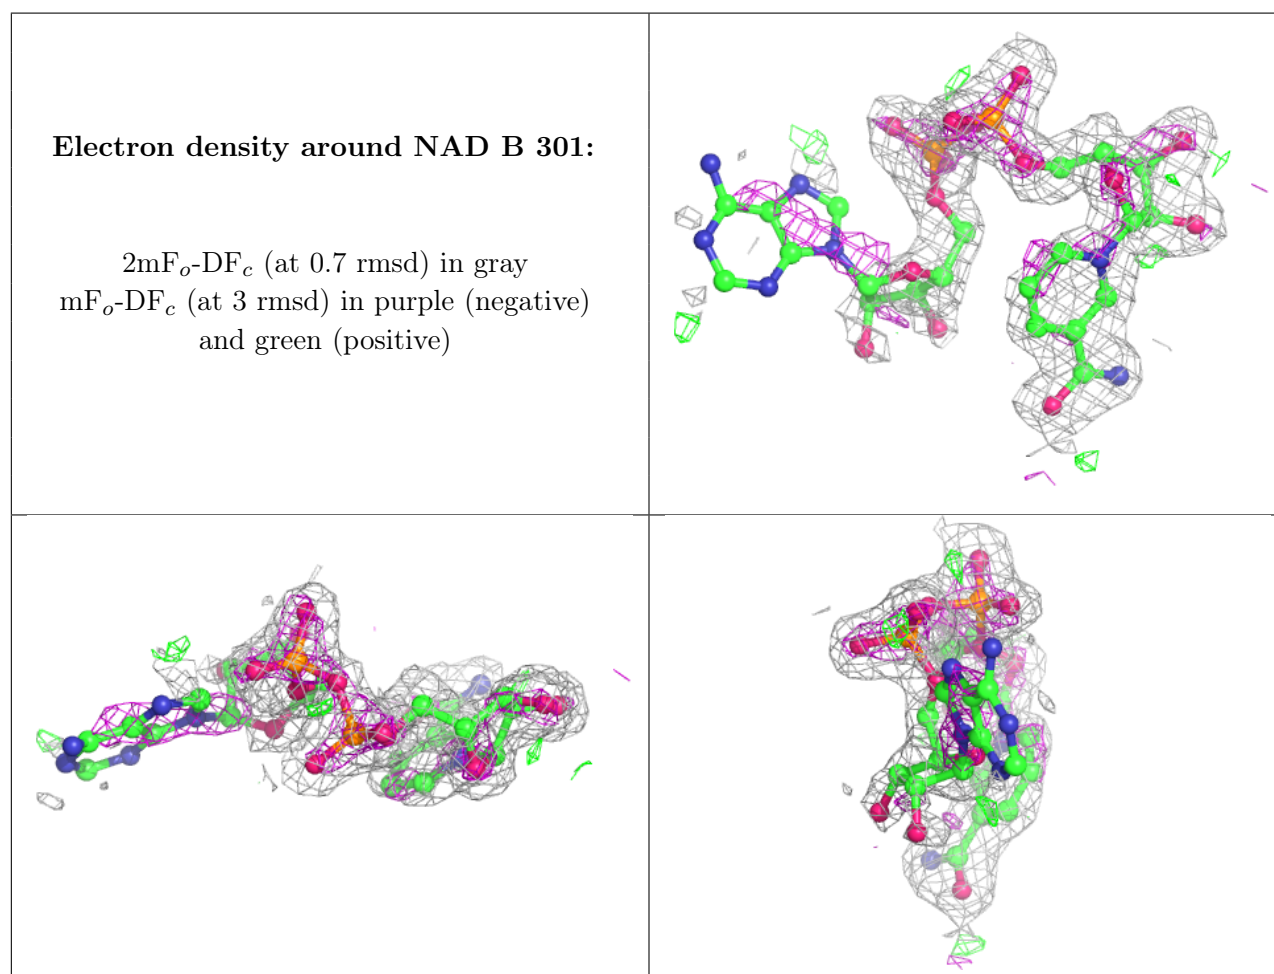 Electron density around NAD B 301:
2mFₒ-DF𝒸 (at 0.7 rmsd) in gray
mFₒ-DF𝒸 (at 3 rmsd) in purple (negative)
and green (positive)